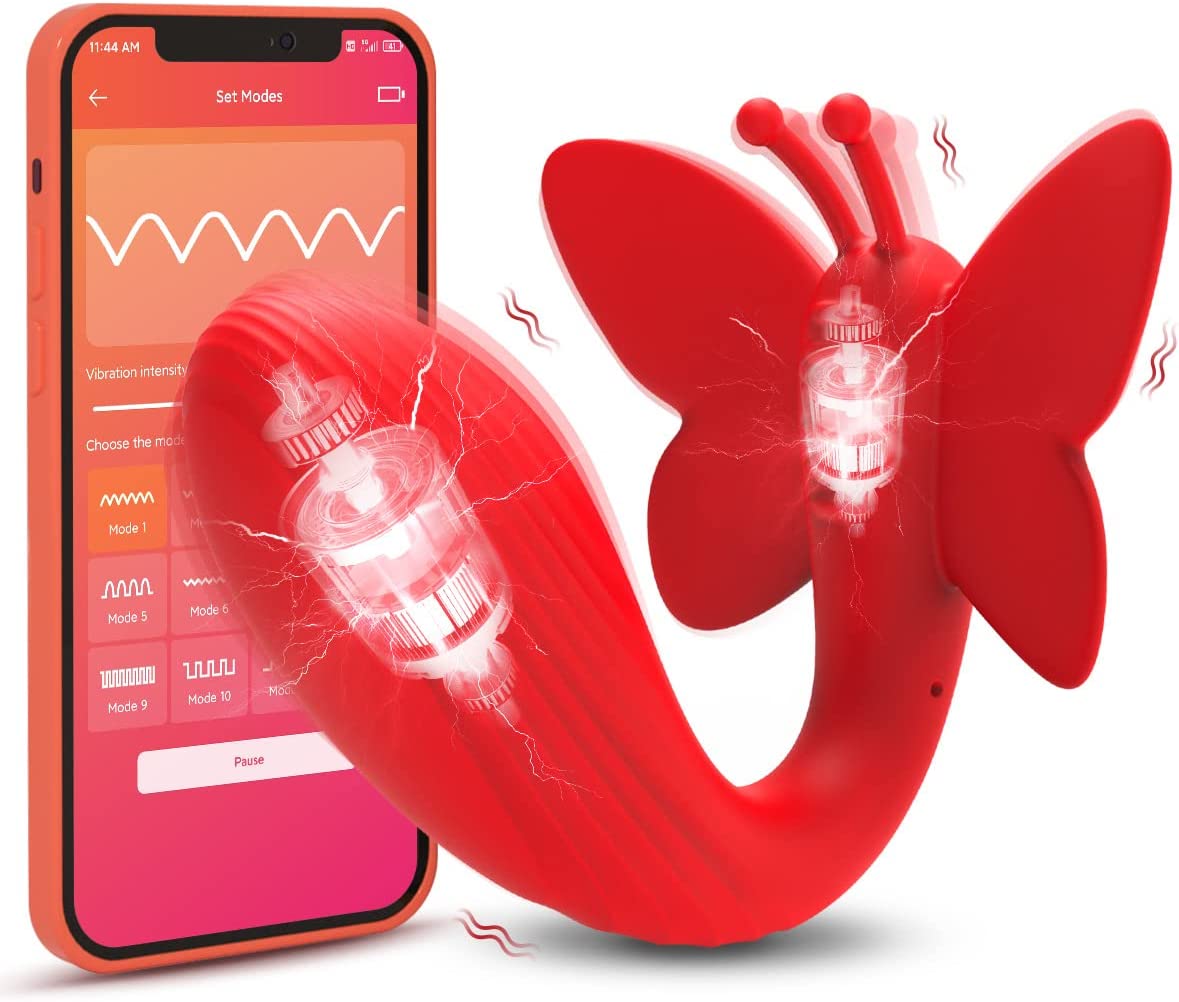 11:44 AM
Set Modes
Vibration intensity
Choose the mode
Mode 1
Mode 5
Mode 6
Mode 9
Mode 10
Pause